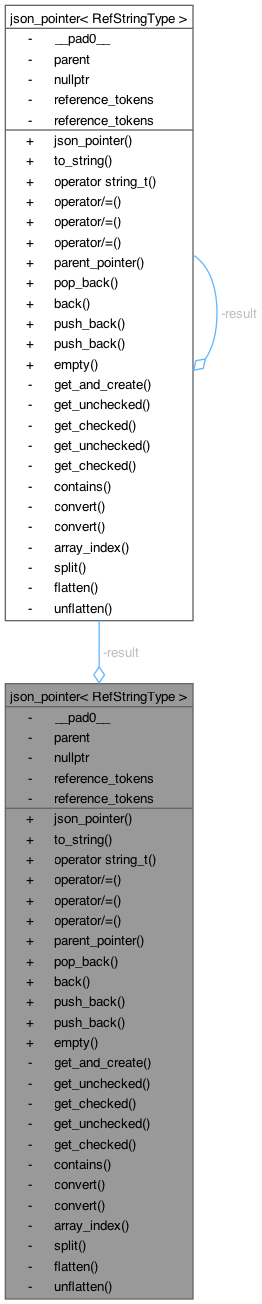 json_pointer< RefStringType >
- __pad0__
- parent
- nullptr
- reference_tokens
- reference_tokens
+ json_pointer()
+ to_string()
+ operator string_t()
+ operator/=()
+ operator/=()
+ operator/=()
+ parent_pointer()
+ pop_back()
+ back()
+ push_back()
+ push_back()
+ empty()
- get_and_create()
- get_unchecked()
- get_checked()
- get_unchecked()
- get_checked()
- contains()
- convert()
- convert()
- array_index()
- split()
- flatten()
- unflatten()
-result
-result
json_pointer< RefStringType >
- __pad0__
- parent
- nullptr
- reference_tokens
- reference_tokens
+ json_pointer()
+ to_string()
+ operator string_t()
+ operator/=()
+ operator/=()
+ operator/=()
+ parent_pointer()
+ pop_back()
+ back()
+ push_back()
+ push_back()
+ empty()
- get_and_create()
- get_unchecked()
- get_checked()
- get_unchecked()
- get_checked()
- contains()
- convert()
- convert()
- array_index()
- split()
- flatten()
- unflatten()